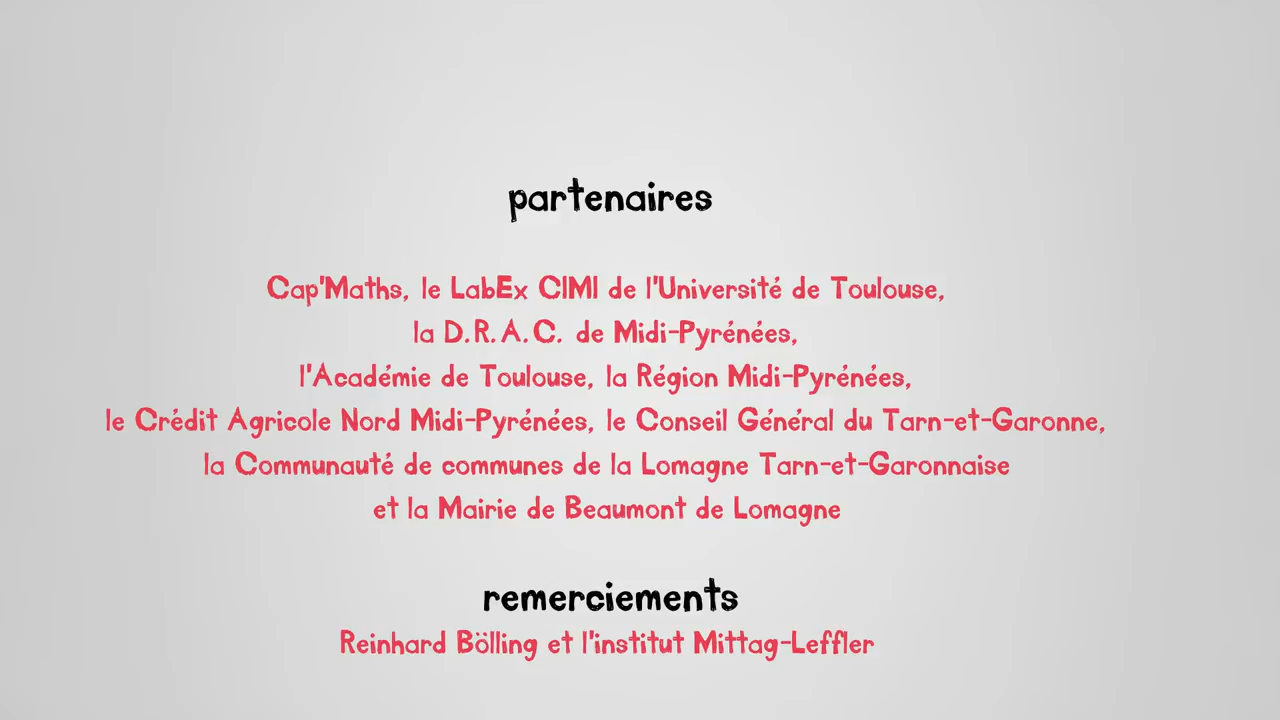 partenaires
Cap'Maths, le LabEx CIMI de l'Université de Toulouse,
la D.R.A.C. de Midi-Pyrénées,
l'Académie de Toulouse, la Région Midi-Pyrénées,
le Crédit Agricole Nord Midi-Pyrénées, le Conseil Général du Tarn-et-Garonne,
la Communauté de communes de la Lomagne Tarn-et-Garonnaise
et la Mairie de Beaumont de Lomagne
remerciements
Reinhard Bölling et l'institut Mittag-Leffler